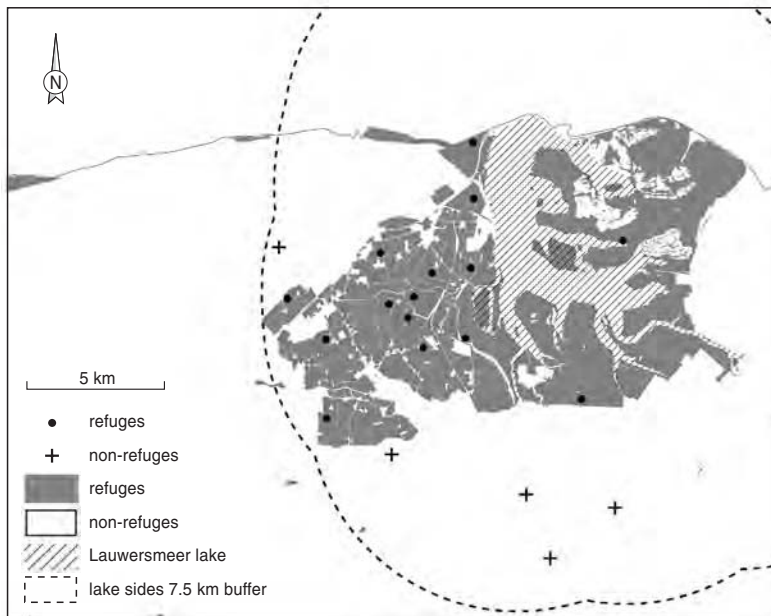 N
5 km
refuges
non-refuges
refuges
non-refuges
Lauwersmeer lake
lake sides 7.5 km buffer